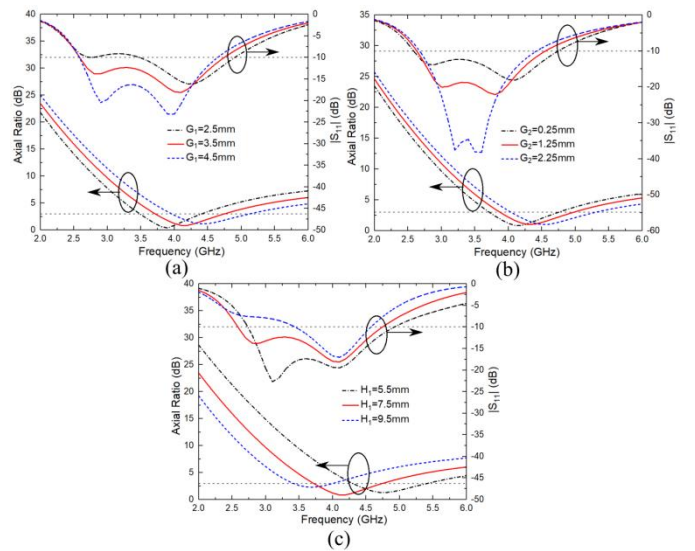 40 35 30 25 20 15 10 5 0
Axial Ratio (dB)
0 -5 -10 -15 -20 -25 -30 -35 -40 -45 -50
|S11| (dB)
G1=2.5mm
G1=3.5mm
G1=4.5mm
2.0 2.5 3.0 3.5 4.0 4.5 5.0 5.5 6.0
Frequency (GHz)
(a)
35 30 25 20 15 10 5 0
Axial Ratio (dB)
0 -10 -20 -30 -40 -50 -60
|S11| (dB)
G2=0.25mm
G2=1.25mm
G2=2.25mm
2.0 2.5 3.0 3.5 4.0 4.5 5.0 5.5 6.0
Frequency (GHz)
(b)
40 35 30 25 20 15 10 5 0
Axial Ratio (dB)
0 -5 -10 -15 -20 -25 -30 -35 -40 -45 -50
|S11| (dB)
H1=5.5mm
H1=7.5mm
H1=9.5mm
2.0 2.5 3.0 3.5 4.0 4.5 5.0 5.5 6.0
Frequency (GHz)
(c)